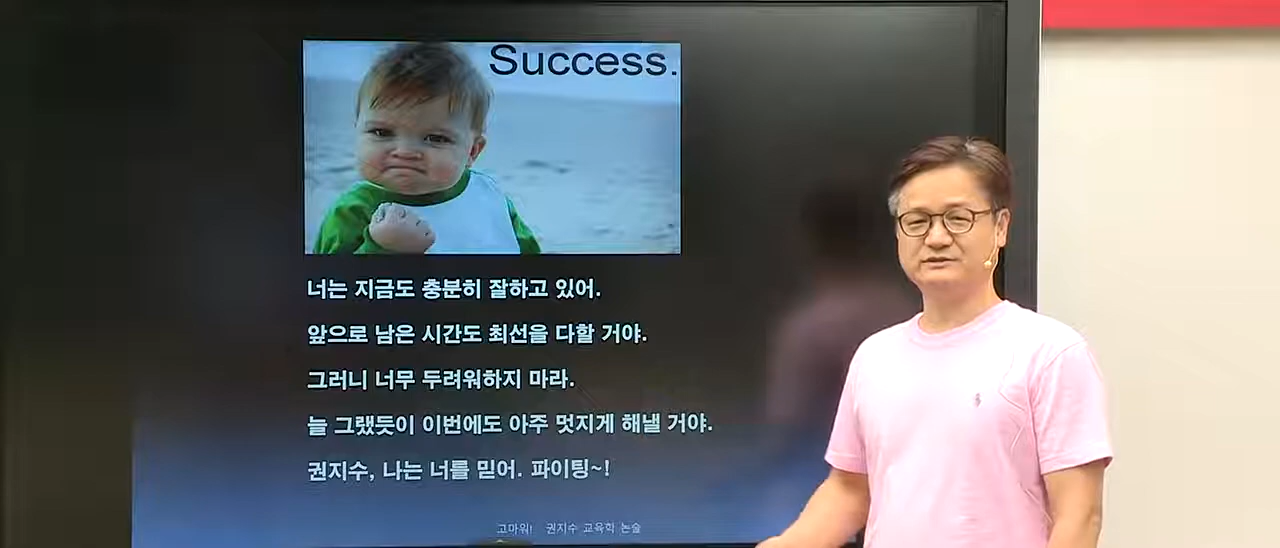 Success.
너는 지금도 충분히 잘하고 있어.
앞으로 남은 시간도 최선을 다할 거야.
그러니 너무 두려워하지 마라.
늘 그랬듯이 이번에도 아주 멋지게 해낼 거야.
권지수, 나는 너를 믿어. 파이팅~!
고마워! 권지수 교육학 논술